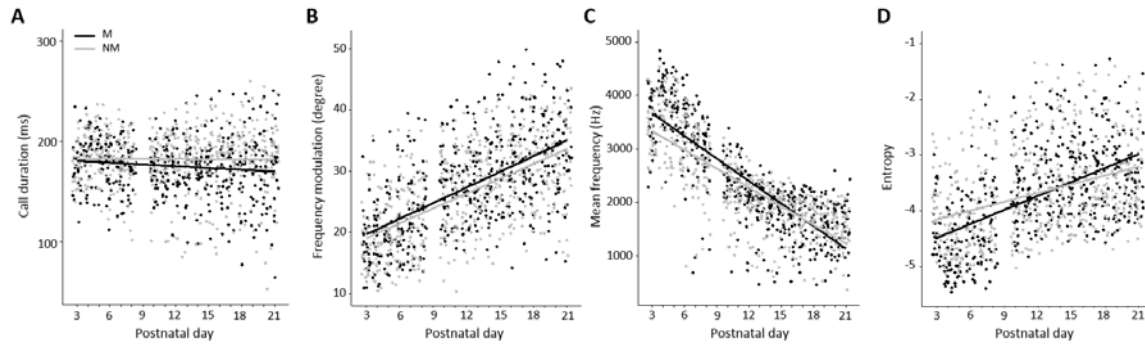 A
M
NM
Call duration (ms)
300
200
100
3 6 9 12 15 18 21
Postnatal day
B
Frequency modulation (degree)
50
40
30
20
10
3 6 9 12 15 18 21
Postnatal day
C
Mean frequency (Hz)
5000
4000
3000
2000
1000
3 6 9 12 15 18 21
Postnatal day
D
Entropy
-1
-2
-3
-4
-5
3 6 9 12 15 18 21
Postnatal day